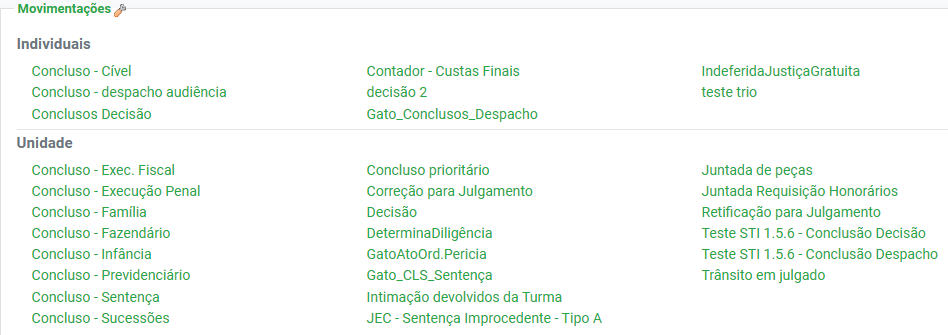 Movimentações
Individuais
Concluso - Cível
Concluso - despacho audiência
Conclusos Decisão
Contador - Custas Finais
decisão 2
Gato_Conclusos_Despacho
IndeferidaJustiçaGratuita
teste trio
Unidade
Concluso - Exec. Fiscal
Concluso - Execução Penal
Concluso - Família
Concluso - Fazendário
Concluso - Infância
Concluso - Previdenciário
Concluso - Sentença
Concluso - Sucessões
Concluso prioritário
Correção para Julgamento
Decisão
DeterminaDiligência
GatoAtoOrd.Pericia
Gato_CLS_Sentença
Intimação devolvidos da Turma
JEC - Sentença Improcedente - Tipo A
Juntada de peças
Juntada Requisição Honorários
Retificação para Julgamento
Teste STI 1.5.6 - Conclusão Decisão
Teste STI 1.5.6 - Conclusão Despacho
Trânsito em julgado